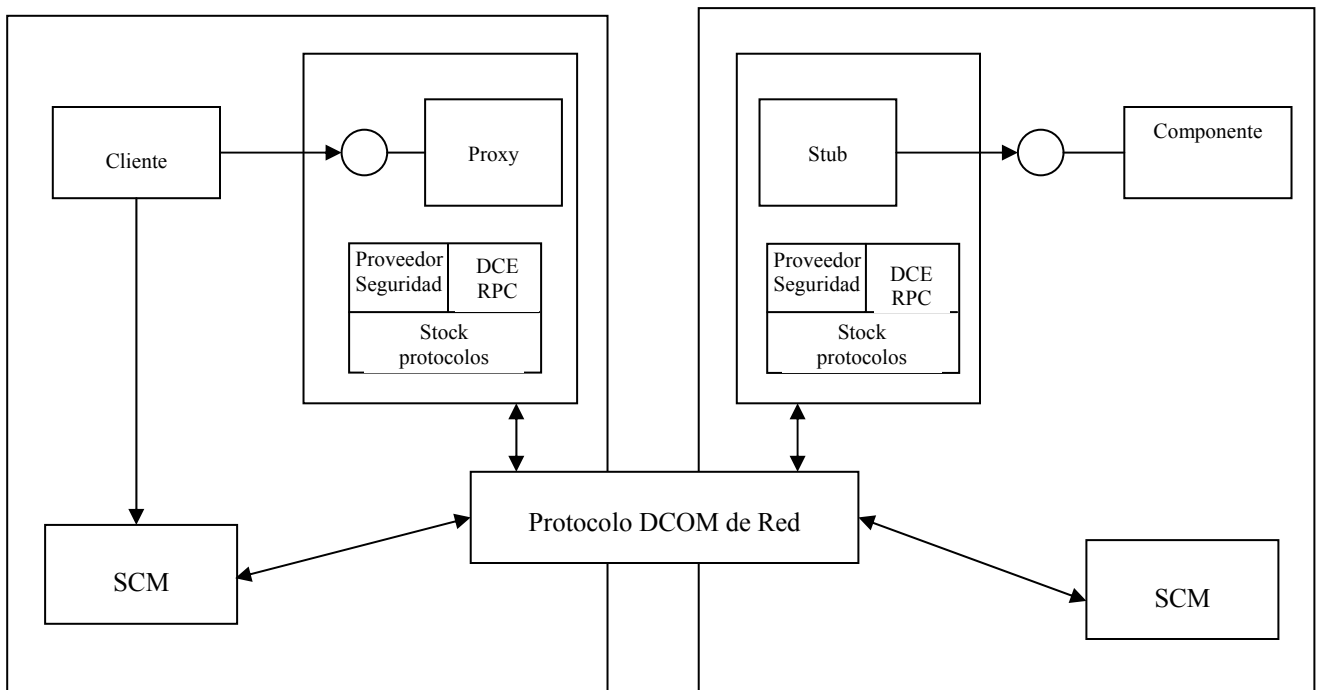 Cliente
Proxy
Proveedor
Seguridad
DCE
RPC
Stock
protocolos
SCM
Stub
Componente
Proveedor
Seguridad
DCE
RPC
Stock
protocolos
Protocolo DCOM de Red
SCM